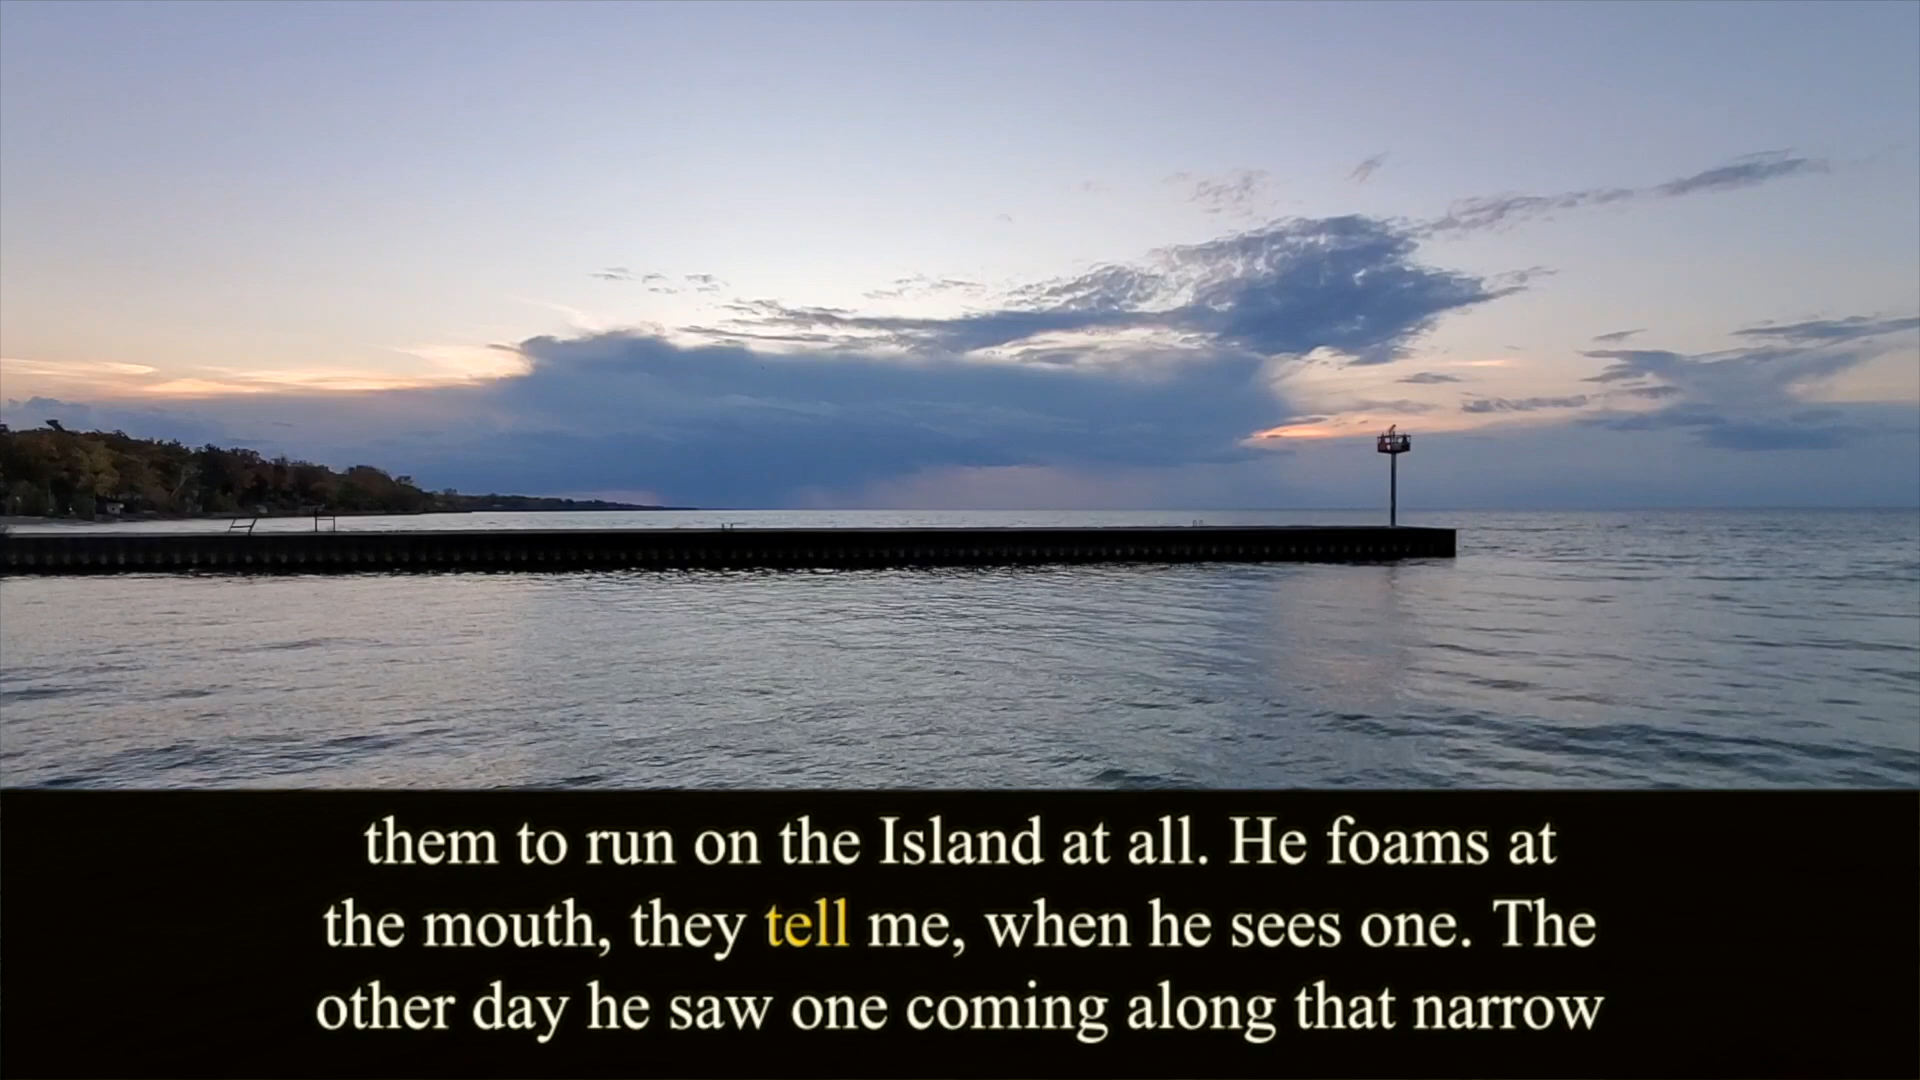 them to run on the Island at all. He foams at
the mouth, they tell me, when he sees one. The
other day he saw one coming along that narrow